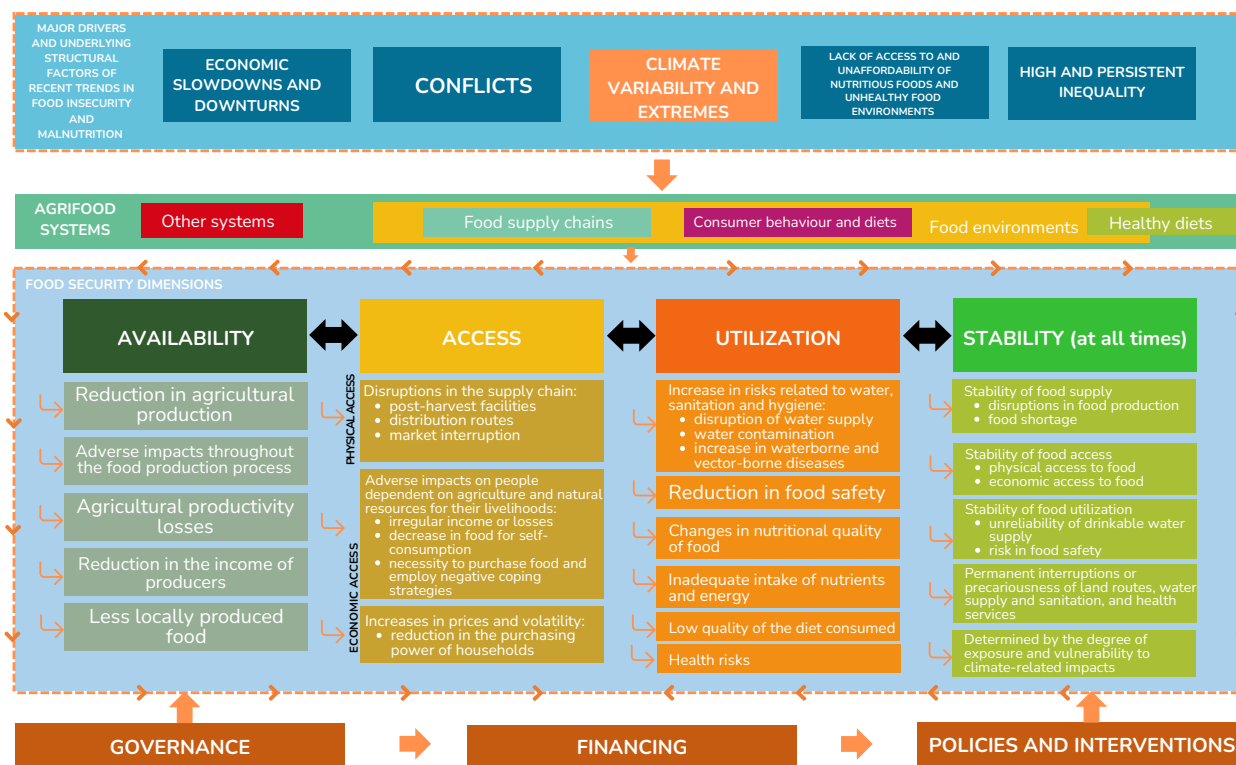 MAJOR DRIVERS
AND UNDERLYING
STRUCTURAL
FACTORS OF
RECENT TRENDS IN
FOOD INSECURITY
AND
MALNUTRITION
ECONOMIC
SLOWDOWNS AND
DOWNTURNS
CONFLICTS
CLIMATE
VARIABILITY AND
EXTREMES
LACK OF ACCESS TO AND
UNAFFORDABILITY OF
NUTRITIOUS FOODS AND
UNHEALTHY FOOD
ENVIRONMENTS
HIGH AND PERSISTENT
INEQUALITY
AGRIFOOD
SYSTEMS
Other systems
Food supply chains
Consumer behaviour and diets
Food environments
Healthy diets
FOOD SECURITY DIMENSIONS
AVAILABILITY
Reduction in agricultural
production
Adverse impacts throughout
the food production process
Agricultural productivity
losses
Reduction in the income of
producers
Less locally produced
food
ACCESS
PHYSICAL ACCESS
Disruptions in the supply chain:
• post-harvest facilities
• distribution routes
• market interruption
ECONOMIC ACCESS
Adverse impacts on people
dependent on agriculture and natural
resources for their livelihoods:
• irregular income or losses
• decrease in food for self-
consumption
• necessity to purchase food and
employ negative coping
strategies
Increases in prices and volatility:
• reduction in the purchasing
power of households
UTILIZATION
Increase in risks related to water,
sanitation and hygiene:
• disruption of water supply
• water contamination
• increase in waterborne and
vector-borne diseases
Reduction in food safety
Changes in nutritional quality
of food
Inadequate intake of nutrients
and energy
Low quality of the diet consumed
Health risks
STABILITY (at all times)
Stability of food supply
• disruptions in food production
• food shortage
Stability of food access
• physical access to food
• economic access to food
Stability of food utilization
• unreliability of drinkable water
supply
• risk in food safety
Permanent interruptions or
precariousness of land routes, water
supply and sanitation, and health
services
Determined by the degree of
exposure and vulnerability to
climate-related impacts
GOVERNANCE
FINANCING
POLICIES AND INTERVENTIONS